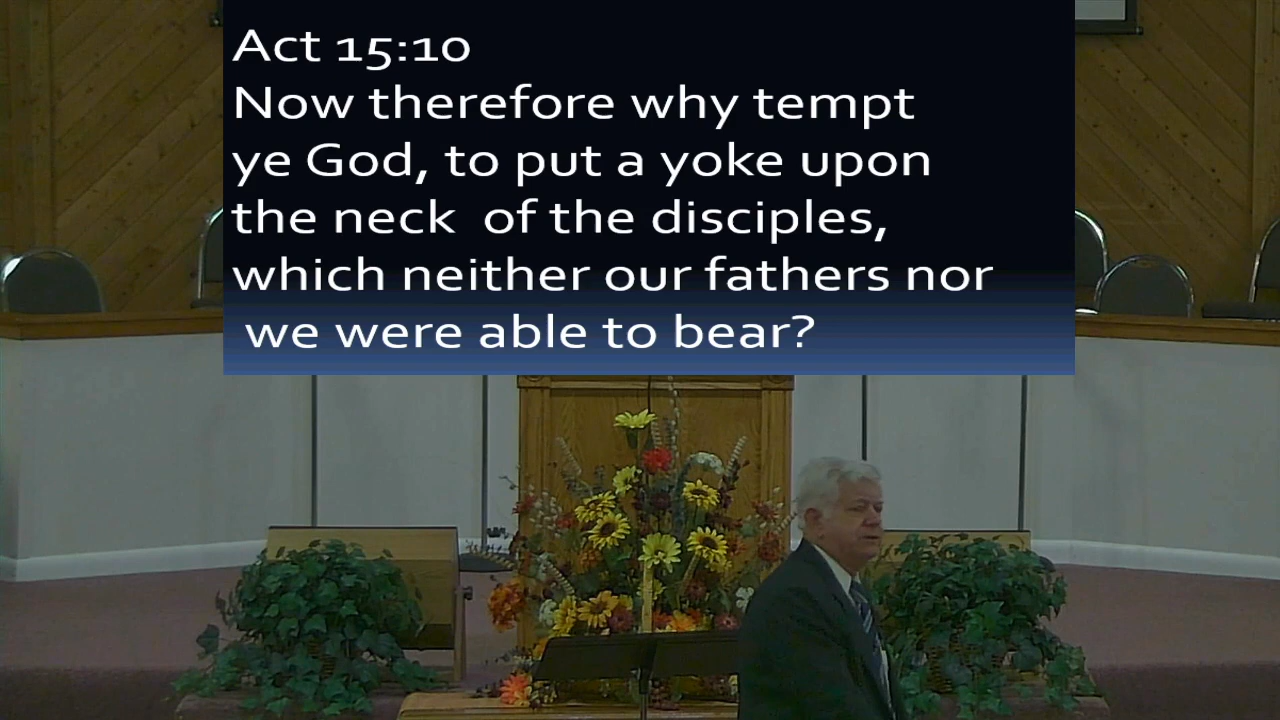 Act 15:10
Now therefore why tempt
ye God, to put a yoke upon
the neck  of the disciples,
which neither our fathers nor
we were able to bear?